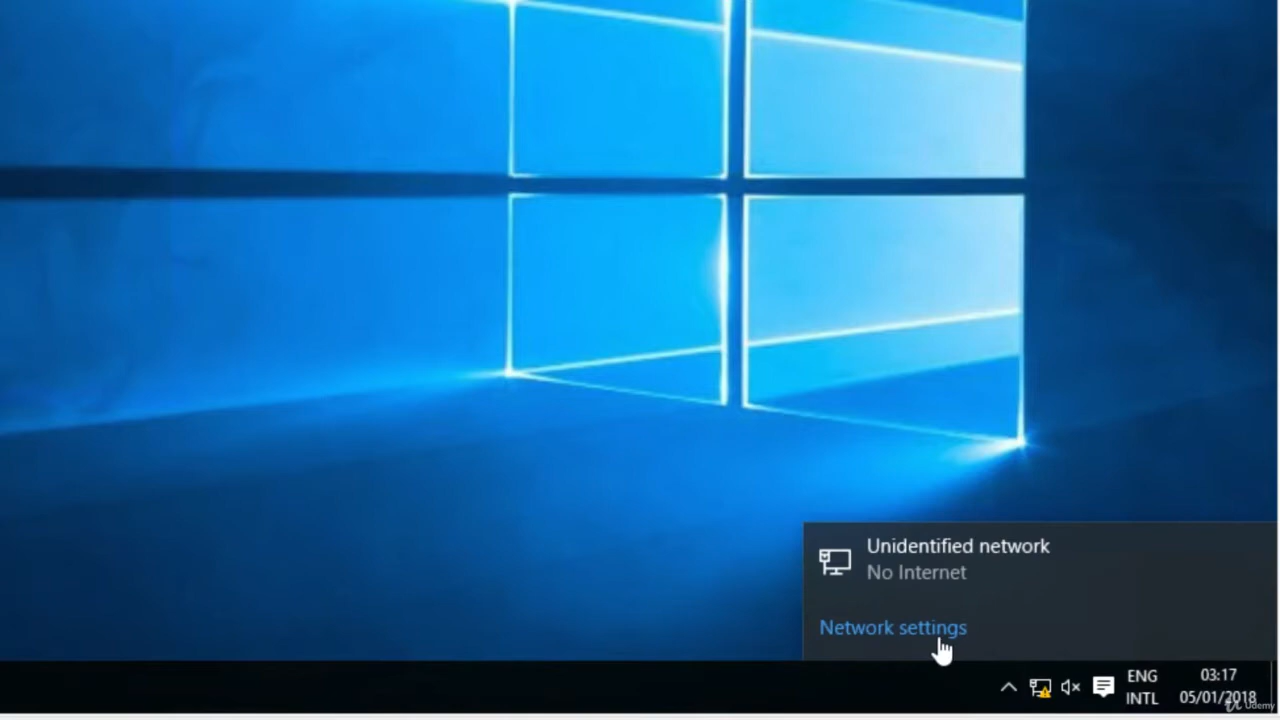 Unidentified network
No Internet
Network settings
ENG
INTL
03:17
05/01/2018
Udemy